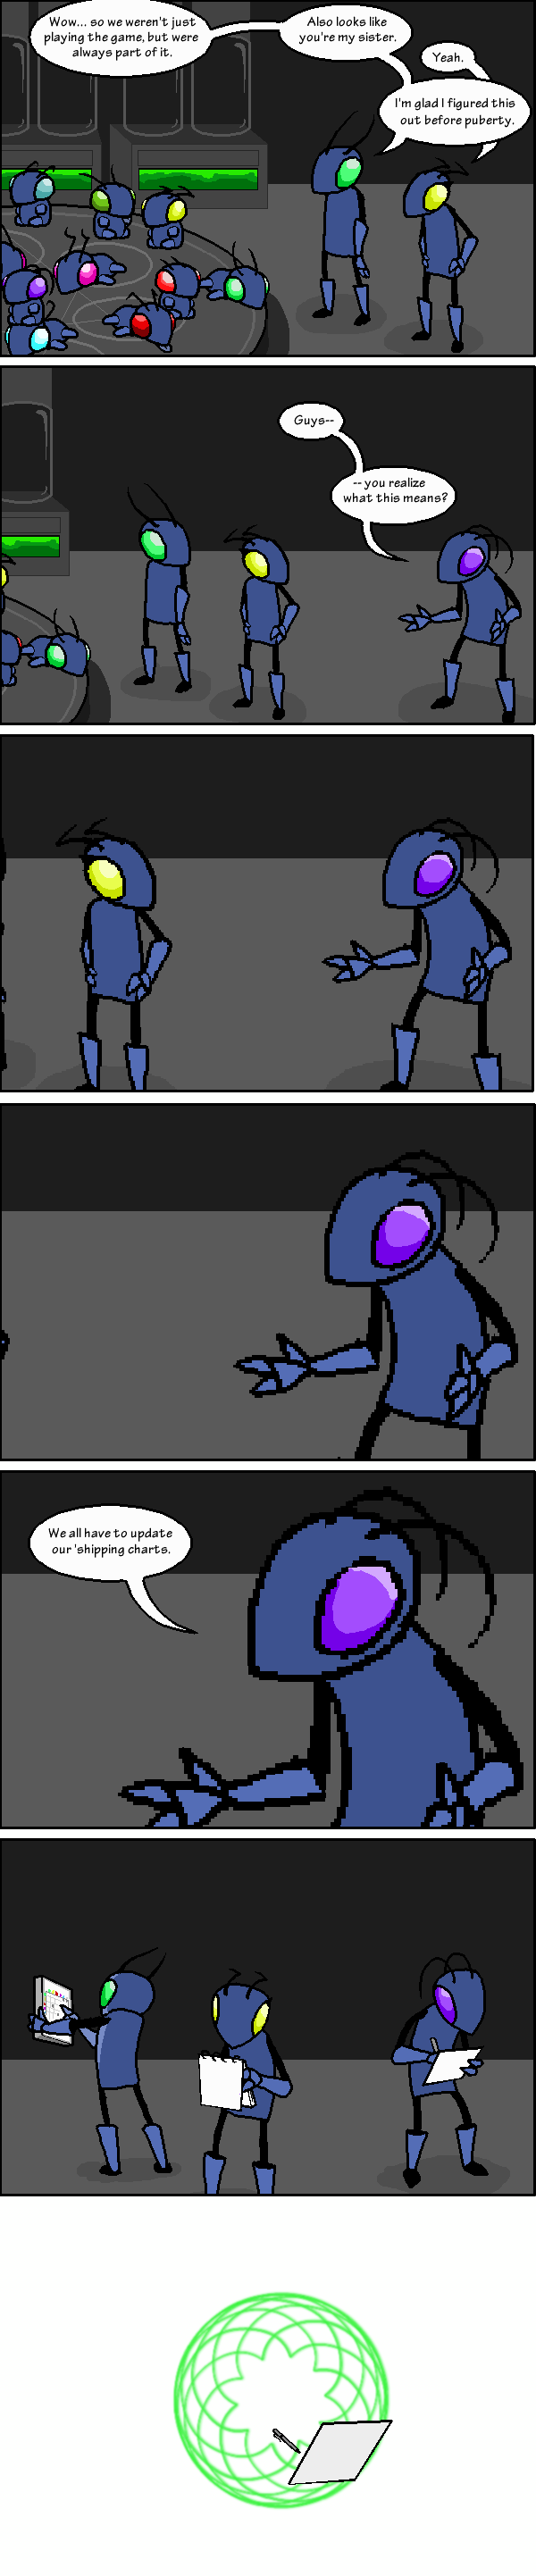 Wow... so we weren't just
playing the game, but were
always part of it.
Also looks like
you're my sister.
Yeah.
I'm glad I figured this
out before puberty.
Guys--
-- you realize
what this means?
We all have to update
our 'shipping charts.